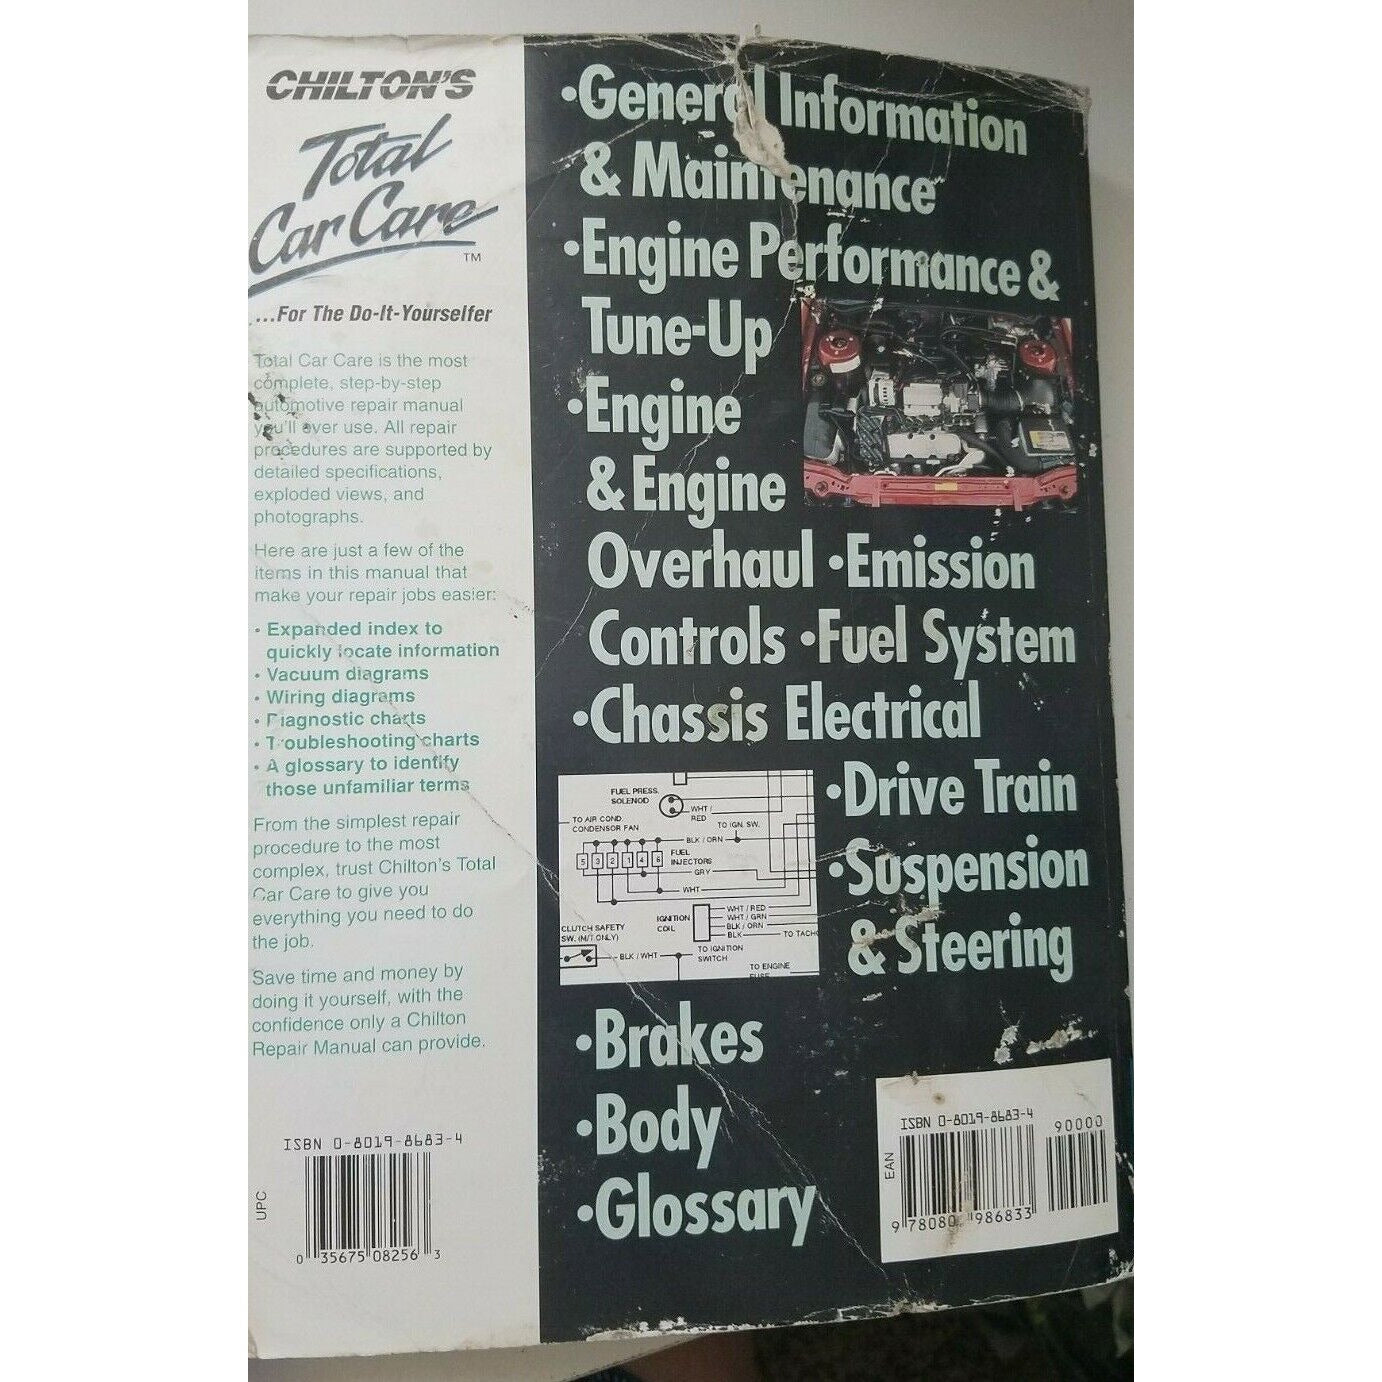 CHILTON'S
Total
Car Care
TM
...For The Do-It-Yourselfer
Total Car Care is the most
complete, step-by-step
automotive repair manual
you'll ever use. All repair
procedures are supported by
detailed specifications,
exploded views, and
photographs.
Here are just a few of the
items in this manual that
make your repair jobs easier:
• Expanded index to
quickly locate information
• Vacuum diagrams
• Wiring diagrams
• Diagnostic charts
• Troubleshooting charts
• A glossary to identify
those unfamiliar terms
From the simplest repair
procedure to the most
complex, trust Chilton's Total
Car Care to give you
everything you need to do
the job.
Save time and money by
doing it yourself, with the
confidence only a Chilton
Repair Manual can provide.
ISBN 0-8019-8683-4
UPC
0 35675 08256 3
•General Information
& Maintenance
•Engine Performance &
Tune-Up
•Engine
& Engine
Overhaul •Emission
Controls •Fuel System
•Chassis Electrical
•Drive Train
•Suspension
& Steering
FUEL PRESS.
SOLENOID
WHT /
RED
TO AIR COND.
CONDENSOR FAN
TO IGN. SW.
BLK / ORN
5 3 2 1 4 6
FUEL
INJECTORS
GRY
WHT
IGNITION
COIL
WHT / RED
WHT / GRN
BLK / ORN
BLK
TO TACHO
CLUTCH SAFETY
SW. (M/T ONLY)
BLK / WHT
TO IGNITION
SWITCH
TO ENGINE
FUSE
•Brakes
•Body
•Glossary
ISBN 0-8019-8683-4
90000
EAN
9 78080 986833